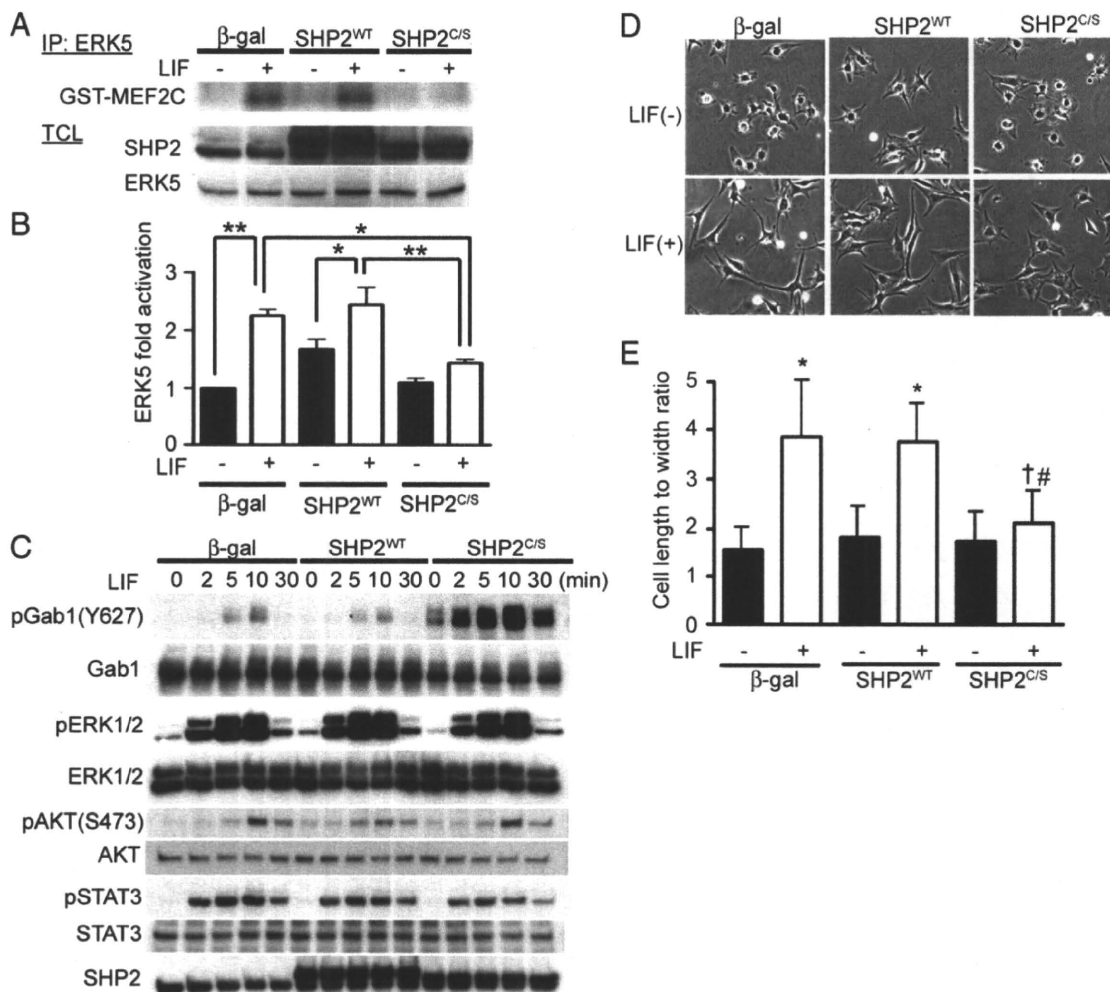 A
IP: ERK5
β-gal SHP2WT SHP2C/S
LIF - + - + - +
GST-MEF2C
TCL
SHP2
ERK5
B
** * * **
ERK5 fold activation
3
2
1
0
LIF - + - + - +
β-gal SHP2WT SHP2C/S
C
β-gal SHP2WT SHP2C/S
LIF 0 2 5 10 30 0 2 5 10 30 0 2 5 10 30 (min)
pGab1(Y627)
Gab1
pERK1/2
ERK1/2
pAKT(S473)
AKT
pSTAT3
STAT3
SHP2
D
β-gal SHP2WT SHP2C/S
LIF(-)
LIF(+)
E
Cell length to width ratio
5
4
3
2
1
0
* * †#
LIF - + - + - +
β-gal SHP2WT SHP2C/S